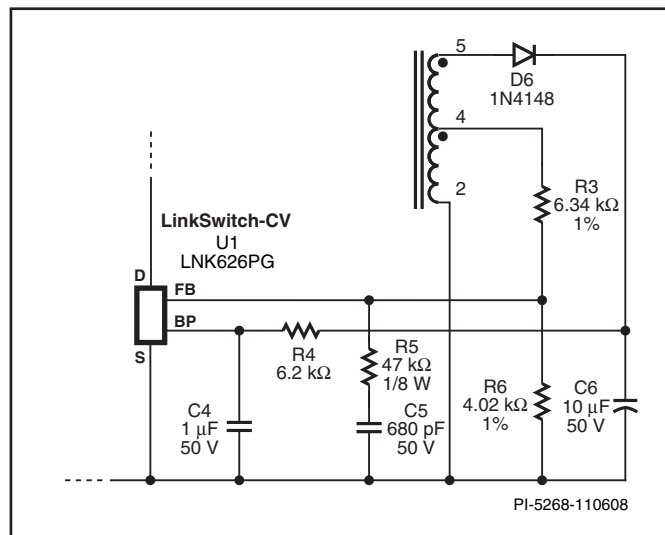 5
D6
1N4148
4
2
R3
6.34 kΩ
1%
LinkSwitch-CV
U1
LNK626PG
D
FB
BP
S
R4
6.2 kΩ
R5
47 kΩ
1/8 W
C4
1 μF
50 V
C5
680 pF
50 V
R6
4.02 kΩ
1%
C6
10 μF
50 V
PI-5268-110608